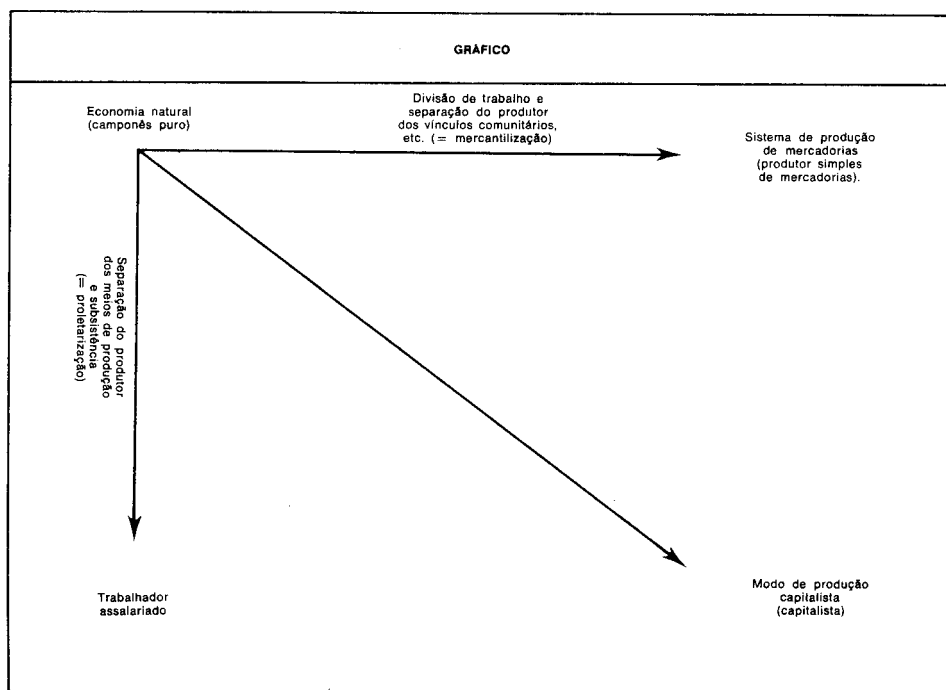 GRÁFICO
Economia natural
(camponês puro)
Divisão de trabalho e
separação do produtor
dos vínculos comunitários,
etc. (= mercantilização)
Sistema de produção
de mercadorias
(produtor simples
de mercadorias).
Separação do produtor
dos meios de produção
e subsistência
(= proletarização)
Trabalhador
assalariado
Modo de produção
capitalista
(capitalista)